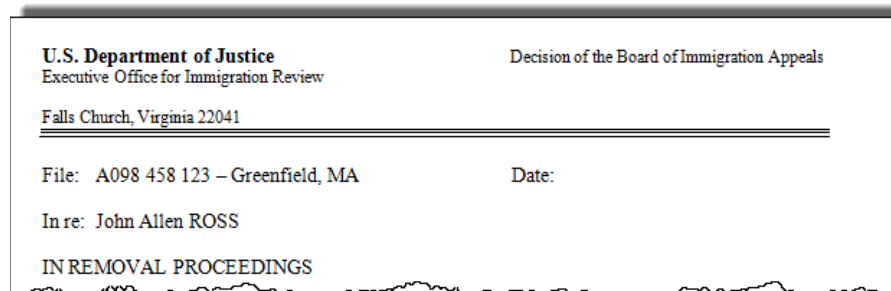 U.S. Department of Justice
Decision of the Board of Immigration Appeals
Executive Office for Immigration Review
Falls Church, Virginia 22041
File: A098 458 123 – Greenfield, MA
Date:
In re: John Allen ROSS
IN REMOVAL PROCEEDINGS